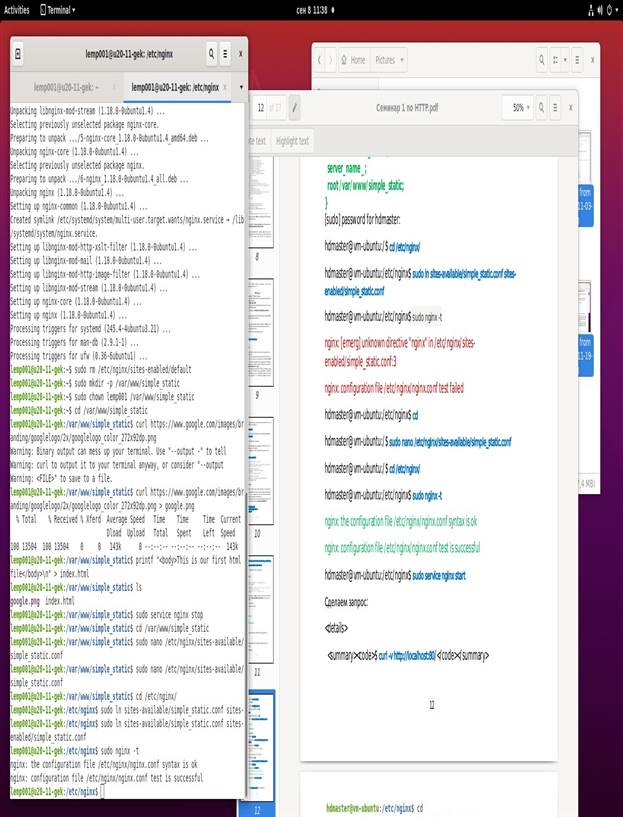 Activities
Terminal
сен 8 11:38
lemp001@u20-11-gek: /etc/nginx
lemp001@u20-11-gek: ~
lemp001@u20-11-gek: /etc/nginx
Unpacking libnginx-mod-stream (1.18.0-0ubuntu1.4) ...
Selecting previously unselected package nginx-core.
Preparing to unpack .../5-nginx-core_1.18.0-0ubuntu1.4_amd64.deb ...
Unpacking nginx-core (1.18.0-0ubuntu1.4) ...
Selecting previously unselected package nginx.
Preparing to unpack .../6-nginx_1.18.0-0ubuntu1.4_all.deb ...
Unpacking nginx (1.18.0-0ubuntu1.4) ...
Setting up nginx-common (1.18.0-0ubuntu1.4) ...
Created symlink /etc/systemd/system/multi-user.target.wants/nginx.service → /lib
/systemd/system/nginx.service.
Setting up libnginx-mod-http-xslt-filter (1.18.0-0ubuntu1.4) ...
Setting up libnginx-mod-mail (1.18.0-0ubuntu1.4) ...
Setting up libnginx-mod-http-image-filter (1.18.0-0ubuntu1.4) ...
Setting up libnginx-mod-stream (1.18.0-0ubuntu1.4) ...
Setting up nginx-core (1.18.0-0ubuntu1.4) ...
Setting up nginx (1.18.0-0ubuntu1.4) ...
Processing triggers for systemd (245.4-4ubuntu3.21) ...
Processing triggers for man-db (2.9.1-1) ...
Processing triggers for ufw (0.36-6ubuntu1) ...
lemp001@u20-11-gek:~$ sudo rm /etc/nginx/sites-enabled/default
lemp001@u20-11-gek:~$ sudo mkdir -p /var/www/simple_static
lemp001@u20-11-gek:~$ sudo chown lemp001 /var/www/simple_static
lemp001@u20-11-gek:~$ cd /var/www/simple_static
lemp001@u20-11-gek:/var/www/simple_static$ curl https://www.google.com/images/br
anding/googlelogo/2x/googlelogo_color_272x92dp.png
Warning: Binary output can mess up your terminal. Use "--output -" to tell
Warning: curl to output it to your terminal anyway, or consider "--output
Warning: <FILE>" to save to a file.
lemp001@u20-11-gek:/var/www/simple_static$ curl https://www.google.com/images/br
anding/googlelogo/2x/googlelogo_color_272x92dp.png > google.png
% Total % Received % Xferd Average Speed Time Time Time Current
Dload Upload Total Spent Left Speed
100 13504 100 13504 0 0 143k 0 --:--:-- --:--:-- --:--:-- 143k
lemp001@u20-11-gek:/var/www/simple_static$ printf "<body>This is our first html
file</body>\n" > index.html
lemp001@u20-11-gek:/var/www/simple_static$ ls
google.png index.html
lemp001@u20-11-gek:/var/www/simple_static$ sudo service nginx stop
lemp001@u20-11-gek:/var/www/simple_static$ cd /var/www/simple_static
lemp001@u20-11-gek:/var/www/simple_static$ sudo nano /etc/nginx/sites-available/
simple_static.conf
lemp001@u20-11-gek:/var/www/simple_static$ sudo nano /etc/nginx/sites-available/
simple_static.conf
lemp001@u20-11-gek:/var/www/simple_static$ cd /etc/nginx/
lemp001@u20-11-gek:/etc/nginx$ sudo ln sites-available/simple_static.conf sites-
lemp001@u20-11-gek:/etc/nginx$ sudo ln sites-available/simple_static.conf sites-
enabled/simple_static.conf
lemp001@u20-11-gek:/etc/nginx$ sudo nginx -t
nginx: the configuration file /etc/nginx/nginx.conf syntax is ok
nginx: configuration file /etc/nginx/nginx.conf test is successful
lemp001@u20-11-gek:/etc/nginx$
Home
Pictures
12 of 17
Семинар 1 по HTTP.pdf
50%
te text
Highlight text
8
9
10
11
12
server_name _;
root /var/www/simple_static;
}
[sudo] password for hdmaster:
hdmaster@vm-ubuntu:/$ cd /etc/nginx/
hdmaster@vm-ubuntu:/etc/nginx$ sudo ln sites-available/simple_static.conf sites-
enabled/simple_static.conf
hdmaster@vm-ubuntu:/etc/nginx$ sudo nginx -t
nginx: [emerg] unknown directive "nginx" in /etc/nginx/sites-
enabled/simple_static.conf:3
nginx: configuration file /etc/nginx/nginx.conf test failed
hdmaster@vm-ubuntu:/etc/nginx$ cd
hdmaster@vm-ubuntu:/etc/nginx$ sudo nano /etc/nginx/sites-available/simple_static.conf
hdmaster@vm-ubuntu:/etc/nginx$ cd /etc/nginx/
hdmaster@vm-ubuntu:/etc/nginx$ sudo nginx -t
nginx: the configuration file /etc/nginx/nginx.conf syntax is ok
nginx: configuration file /etc/nginx/nginx.conf test is successful
hdmaster@vm-ubuntu:/etc/nginx$ sudo service nginx start
Сделаем запрос:
<details>
<summary><code>$ curl -v http://localhost:80/</code></summary>
12
hdmaster@vm-ubuntu:/etc/nginx$ cd
from
11-03-
from
11-19-
MB)